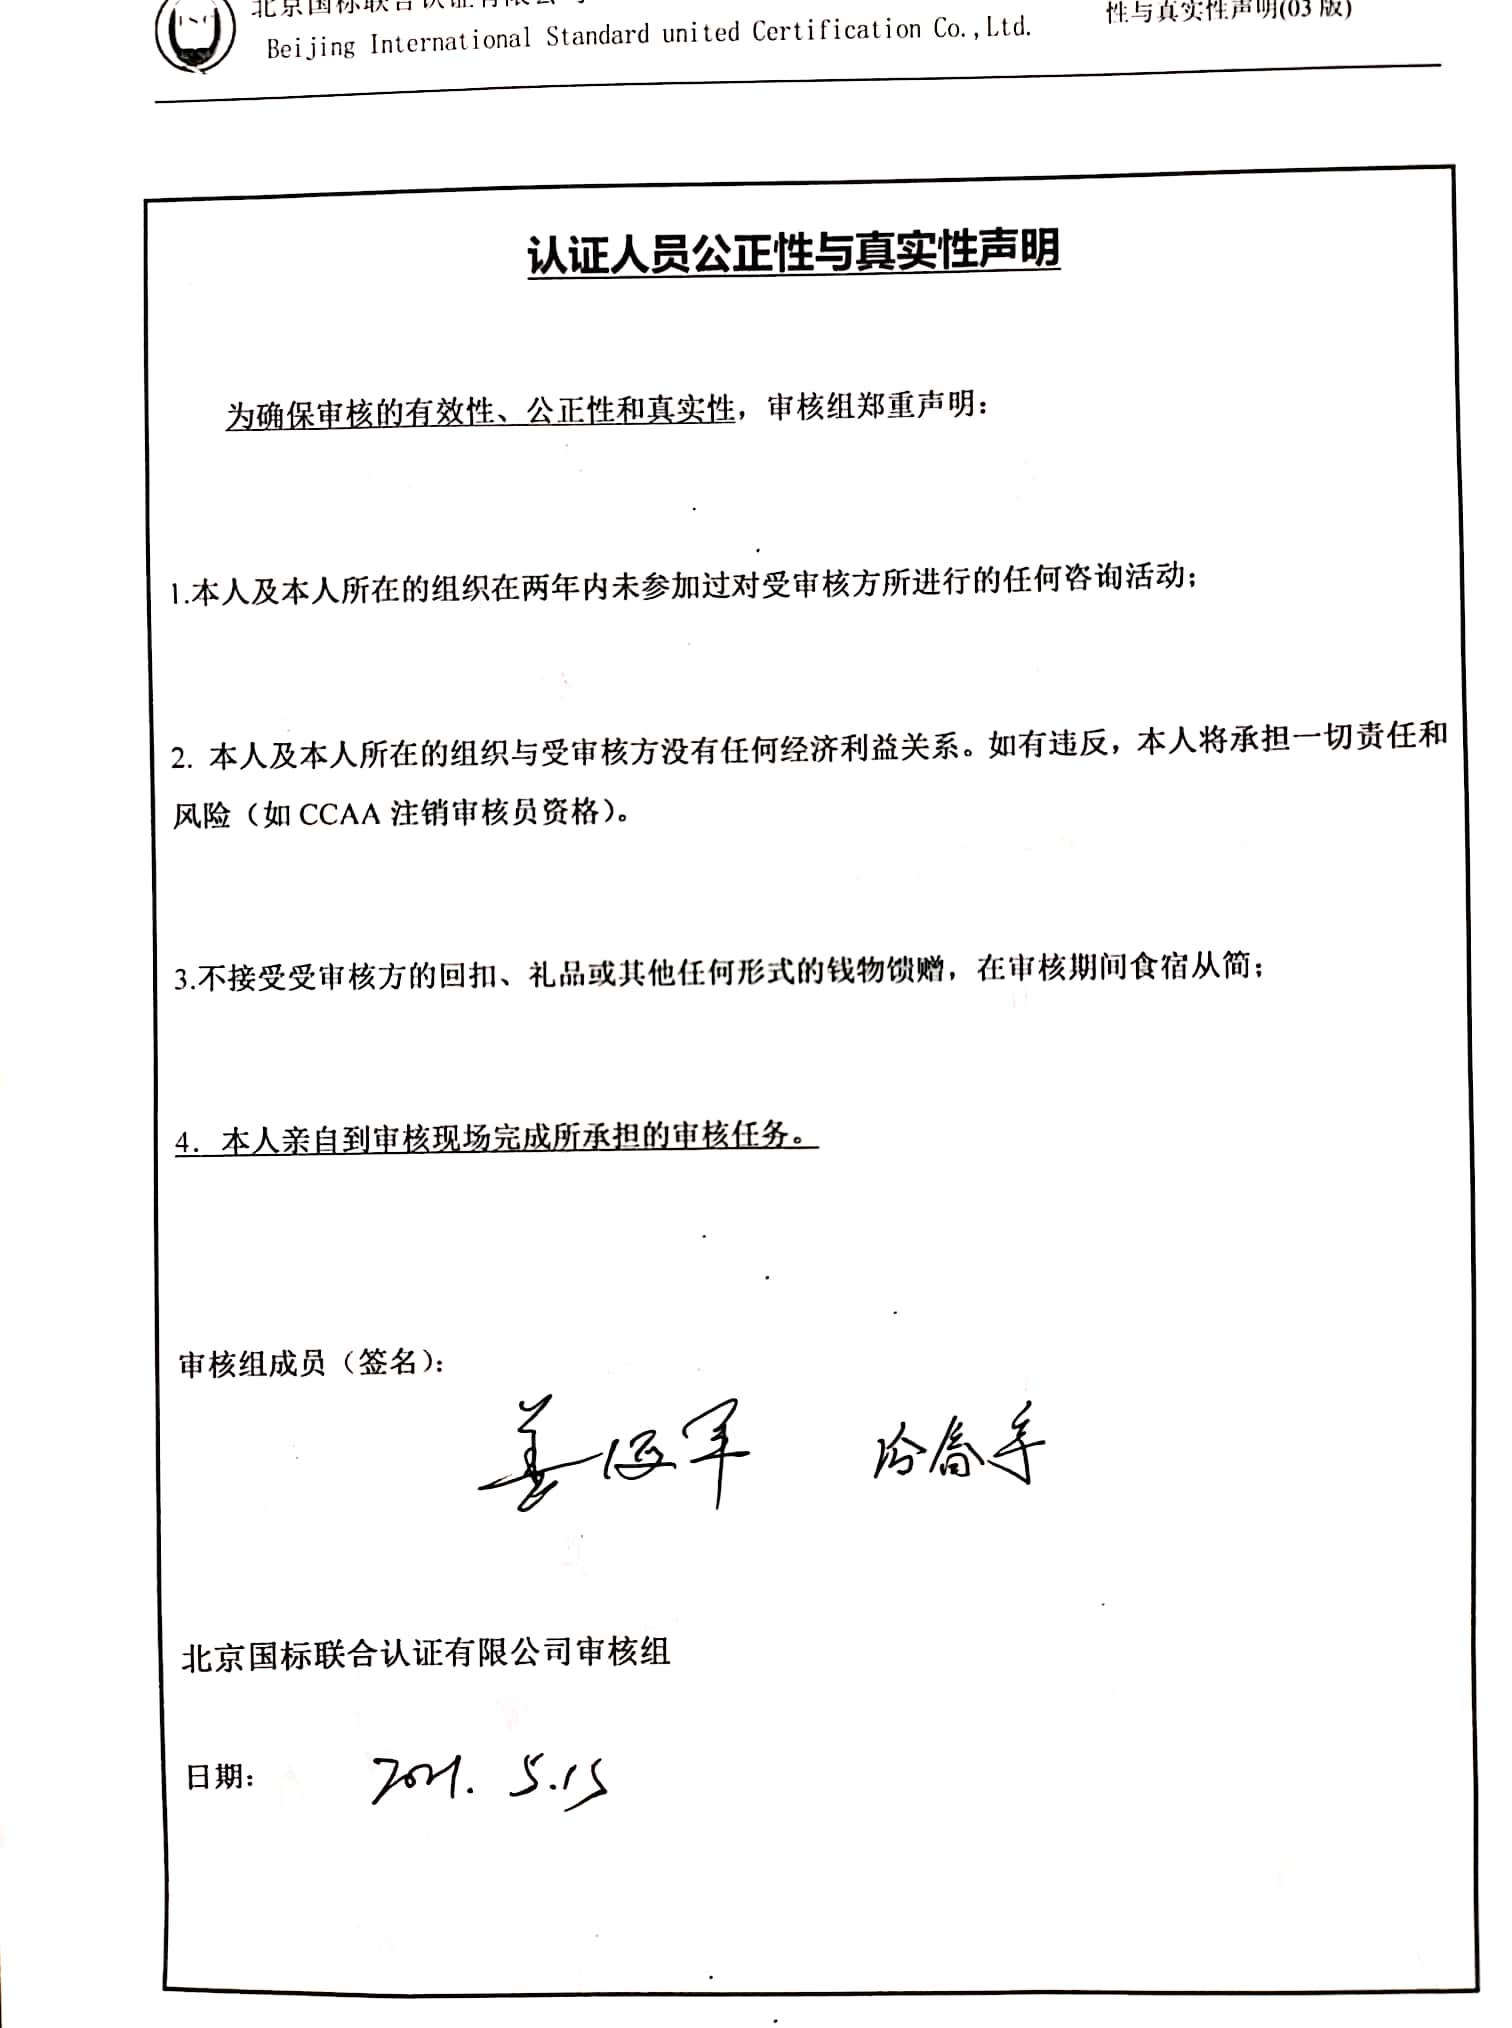 北京国标联合认证有限公司
性与真实性声明(03 版)
Beijing International Standard united Certification Co.,Ltd.
认证人员公正性与真实性声明
为确保审核的有效性、公正性和真实性，审核组郑重声明：
1.本人及本人所在的组织在两年内未参加过对受审核方所进行的任何咨询活动；
2. 本人及本人所在的组织与受审核方没有任何经济利益关系。如有违反，本人将承担一切责任和
风险（如 CCAA 注销审核员资格）。
3.不接受受审核方的回扣、礼品或其他任何形式的钱物馈赠，在审核期间食宿从简；
4. 本人亲自到审核现场完成所承担的审核任务。
审核组成员（签名）：
姜海军
北京国标联合认证有限公司审核组
日期： 2021. 5.15